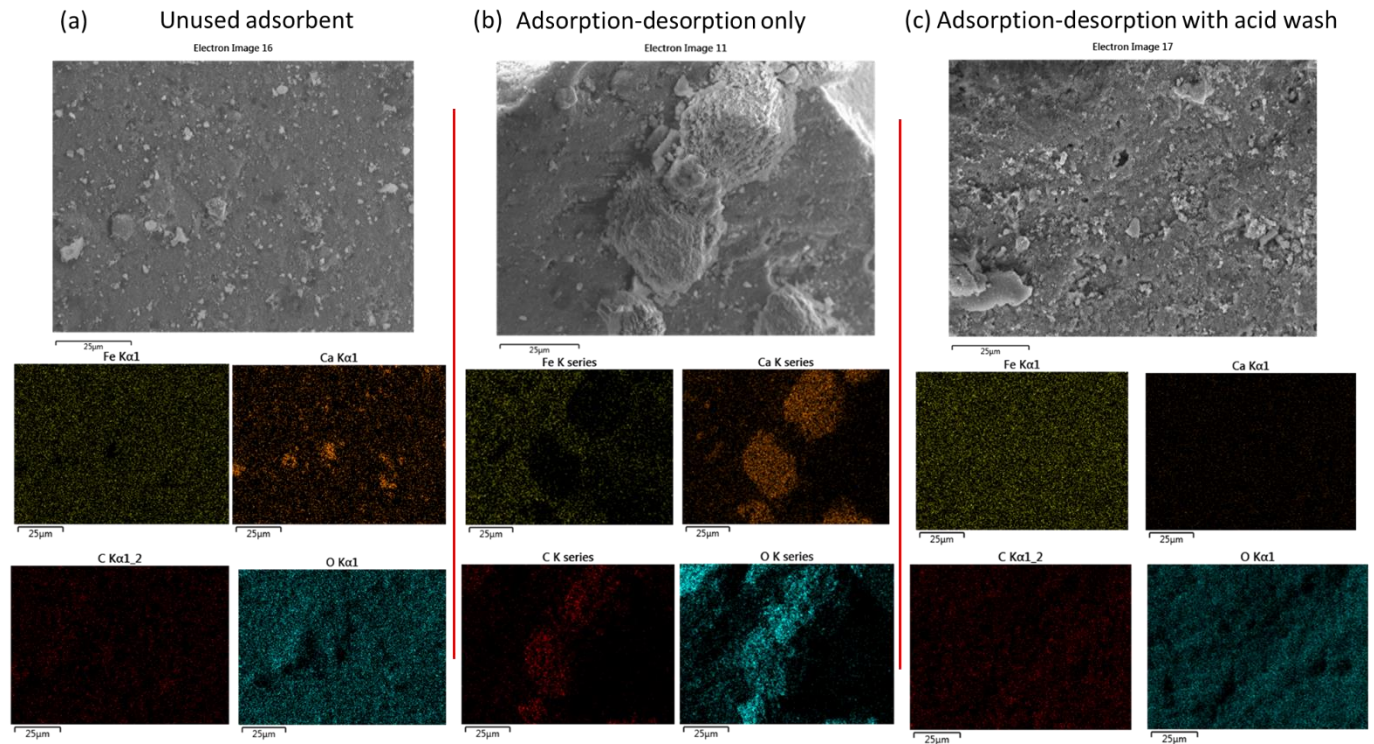 (a) Unused adsorbent
Electron Image 16
25μm
Fe Kα1
Ca Kα1
25μm
25μm
C Kα1_2
O Kα1
25μm
25μm
(b) Adsorption-desorption only
Electron Image 11
25μm
Fe K series
Ca K series
25μm
25μm
C K series
O K series
25μm
25μm
(c) Adsorption-desorption with acid wash
Electron Image 17
25μm
Fe Kα1
Ca Kα1
25μm
25μm
C Kα1_2
O Kα1
25μm
25μm